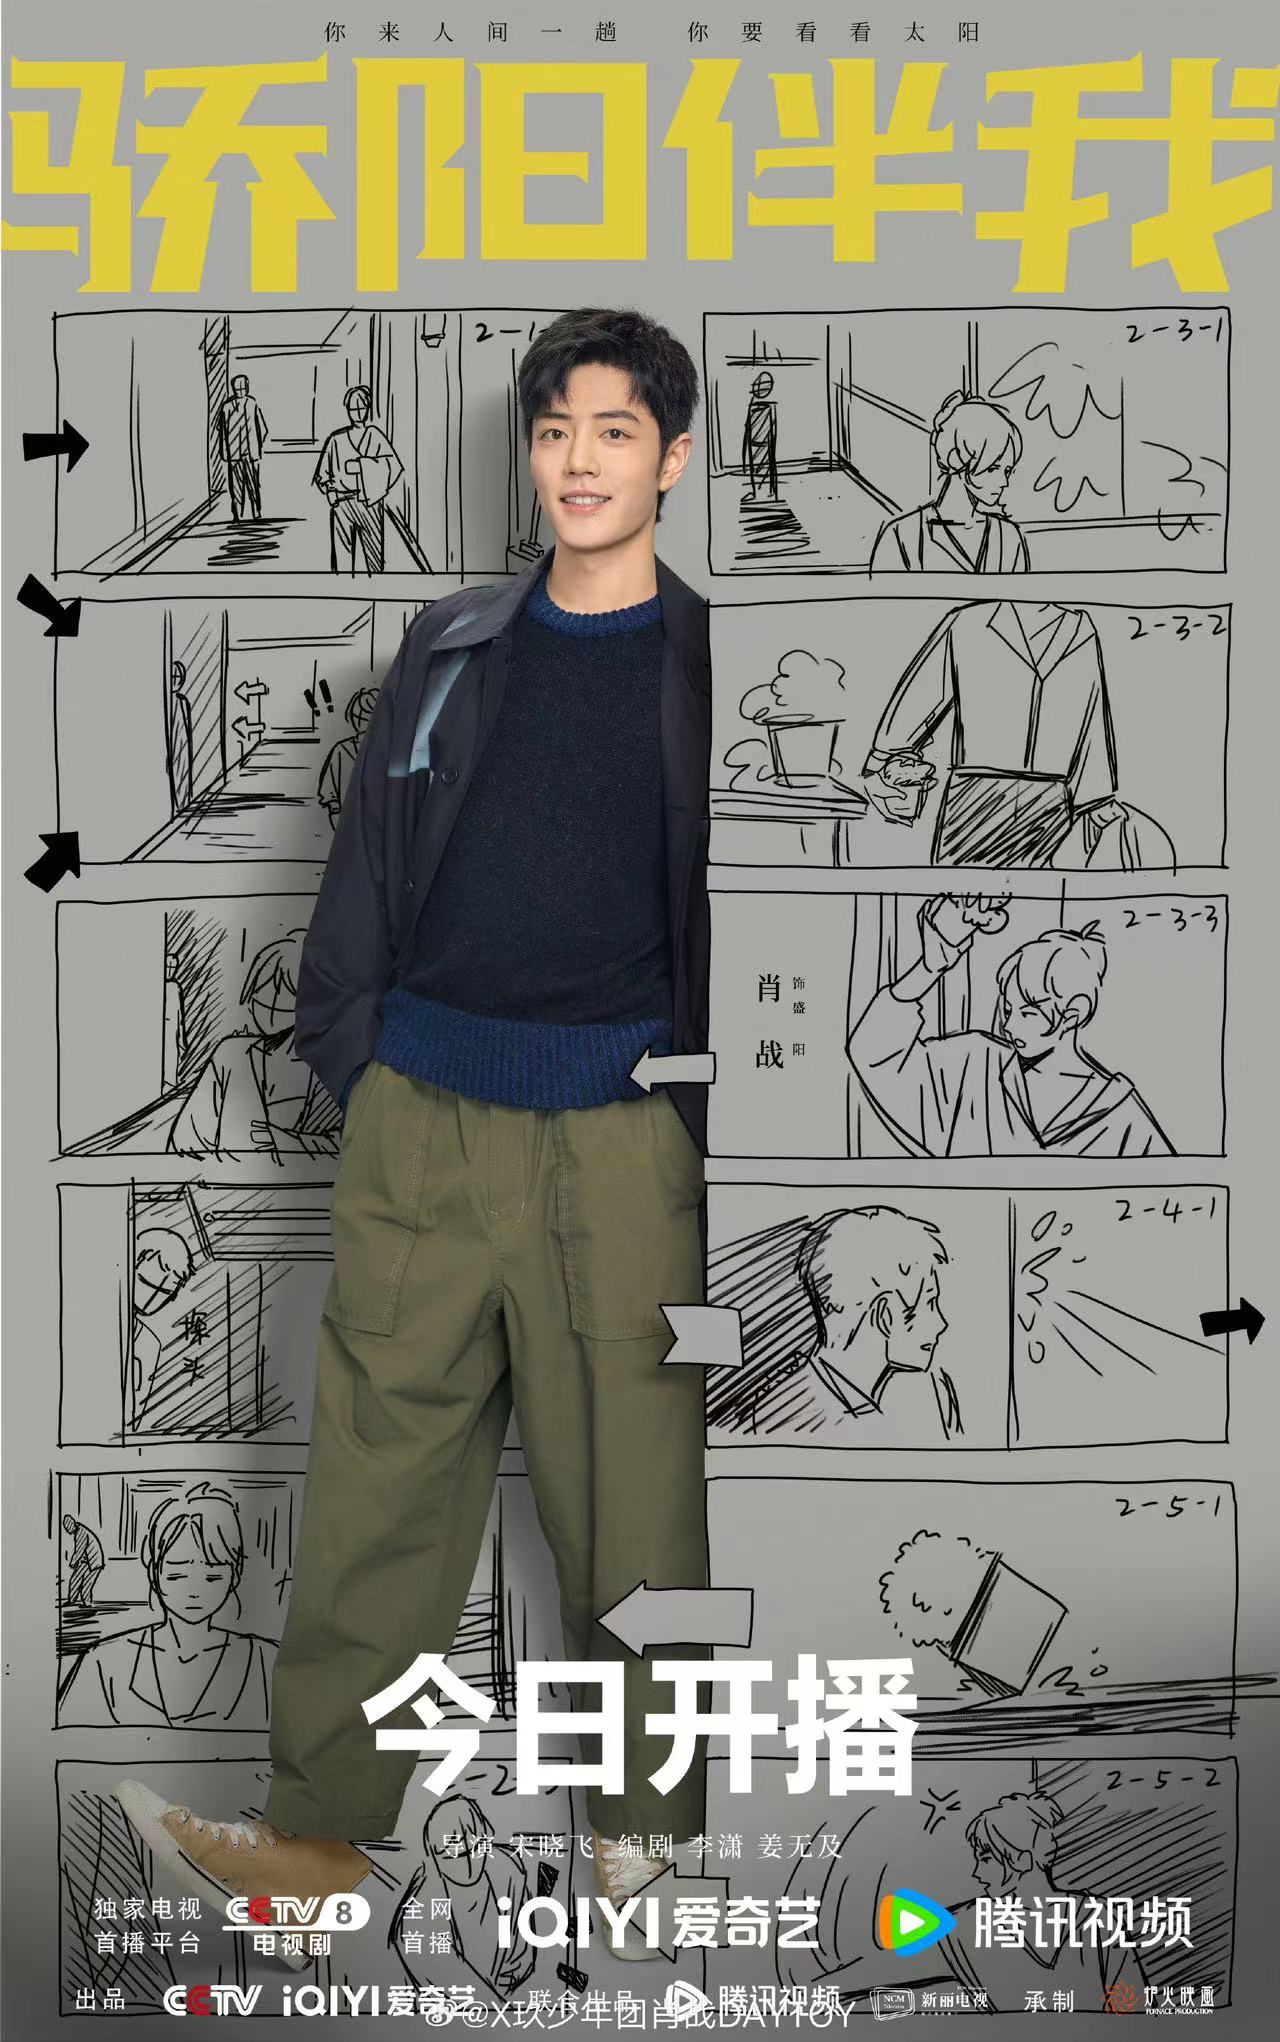 你来人间一趟 你要看看太阳
骄阳伴我
2-1-
2-3-1
2-3-2
!!
2-3-3
肖战
饰盛阳
2-4-1
探头
2-5-1
今日开播
2-5-2
导演 宋晓飞 编剧 李潇 姜无及
独家电视
首播平台
CCTV 8
电视剧
全网
首播
iQIYI 爱奇艺
腾讯视频
出品 CCTV iQIYI 爱奇艺 联合出品 腾讯视频 NCM Television 新丽电视 承制 炉火映画
FURNACE PRODUCTION
@X玖少年团肖战DAYTOY